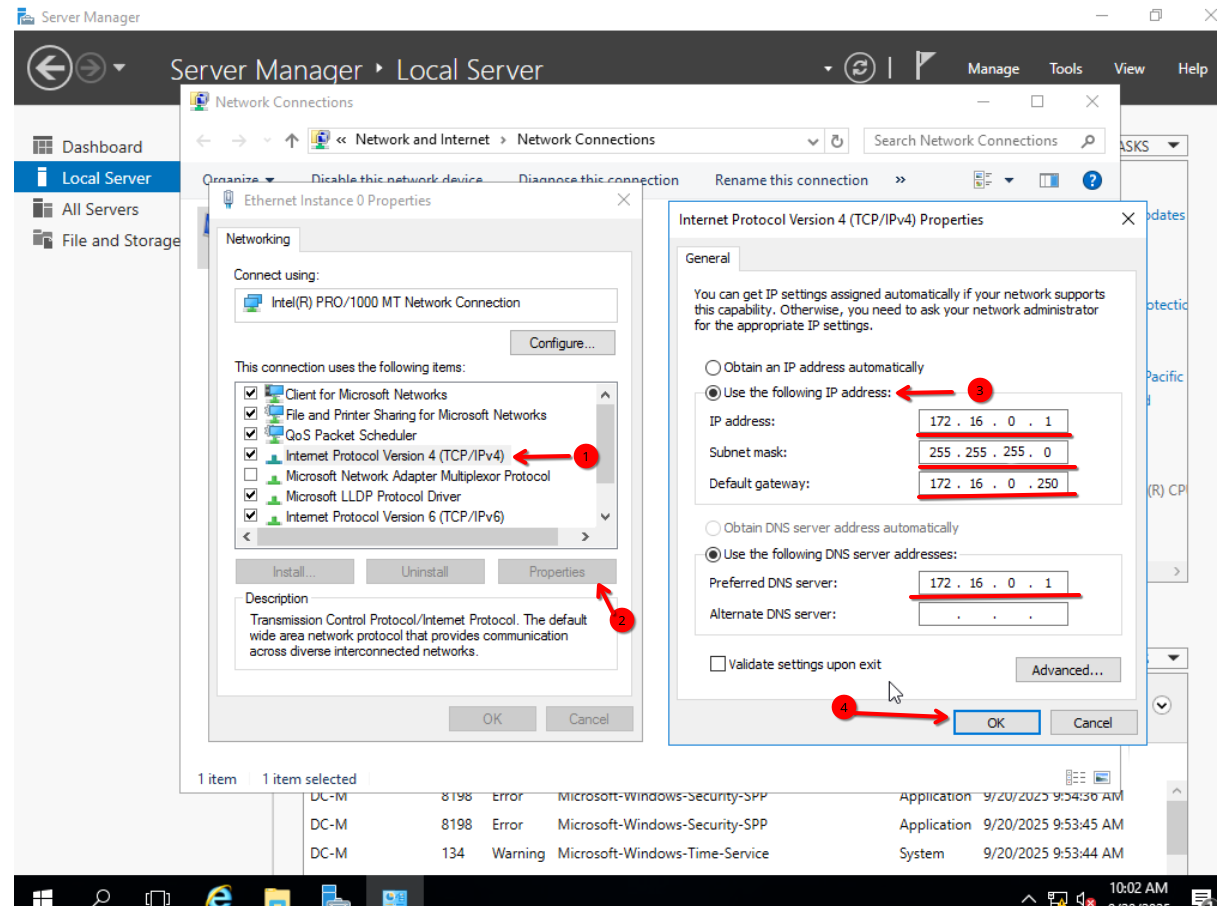 Server Manager
Server Manager ‣ Local Server
Manage Tools View Help
Dashboard
Local Server
All Servers
File and Storage
Network Connections
« Network and Internet › Network Connections
Search Network Connections
Organize Disable this network device Diagnose this connection Rename this connection »
Ethernet Instance 0 Properties
Networking
Connect using:
Intel(R) PRO/1000 MT Network Connection
Configure...
This connection uses the following items:
Client for Microsoft Networks
File and Printer Sharing for Microsoft Networks
QoS Packet Scheduler
Internet Protocol Version 4 (TCP/IPv4)
1
Microsoft Network Adapter Multiplexor Protocol
Microsoft LLDP Protocol Driver
Internet Protocol Version 6 (TCP/IPv6)
Install... Uninstall Properties
2
Description
Transmission Control Protocol/Internet Protocol. The default
wide area network protocol that provides communication
across diverse interconnected networks.
OK Cancel
Internet Protocol Version 4 (TCP/IPv4) Properties
General
You can get IP settings assigned automatically if your network supports
this capability. Otherwise, you need to ask your network administrator
for the appropriate IP settings.
Obtain an IP address automatically
Use the following IP address:
3
IP address: 172 . 16 . 0 . 1
Subnet mask: 255 . 255 . 255 . 0
Default gateway: 172 . 16 . 0 . 250
Obtain DNS server address automatically
Use the following DNS server addresses:
Preferred DNS server: 172 . 16 . 0 . 1
Alternate DNS server: . . .
Validate settings upon exit
Advanced...
4
OK Cancel
Pacific
(R)
1 item 1 item selected
DC-M 8198 Error Microsoft-Windows-Security-SPP Application 9/20/2025 9:54:36 AM
DC-M 8198 Error Microsoft-Windows-Security-SPP Application 9/20/2025 9:53:45 AM
DC-M 134 Warning Microsoft-Windows-Time-Service System 9/20/2025 9:53:44 AM
10:02 AM